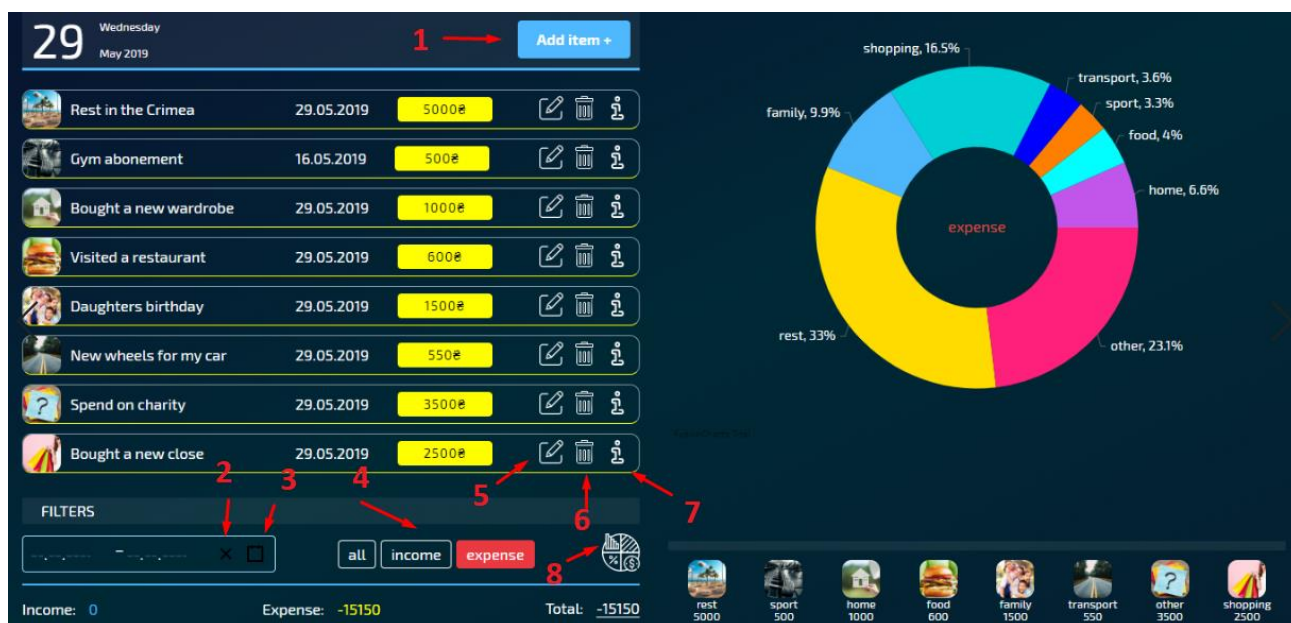 29
Wednesday
May 2019
1
Add item +
Rest in the Crimea 29.05.2019 5000₴
Gym abonement 16.05.2019 500₴
Bought a new wardrobe 29.05.2019 1000₴
Visited a restaurant 29.05.2019 600₴
Daughters birthday 29.05.2019 1500₴
New wheels for my car 29.05.2019 550₴
Spend on charity 29.05.2019 3500₴
Bought a new close 29.05.2019 2500₴
2
3
4
5
6
7
FILTERS
--.--.---- – --.--.----
all income expense
8
Income: 0 Expense: -15150 Total: -15150
shopping, 16.5%
transport, 3.6%
sport, 3.3%
family, 9.9%
food, 4%
home, 6.6%
expense
rest, 33%
other, 23.1%
rest sport home food family transport other shopping
5000 500 1000 600 1500 550 3500 2500